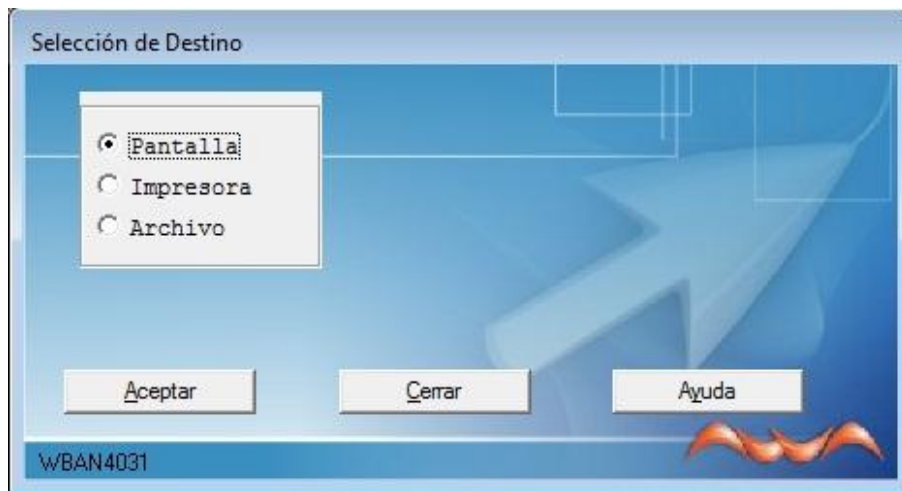 Selección de Destino
Pantalla
Impresora
Archivo
Aceptar Cerrar Ayuda
WBAN4031